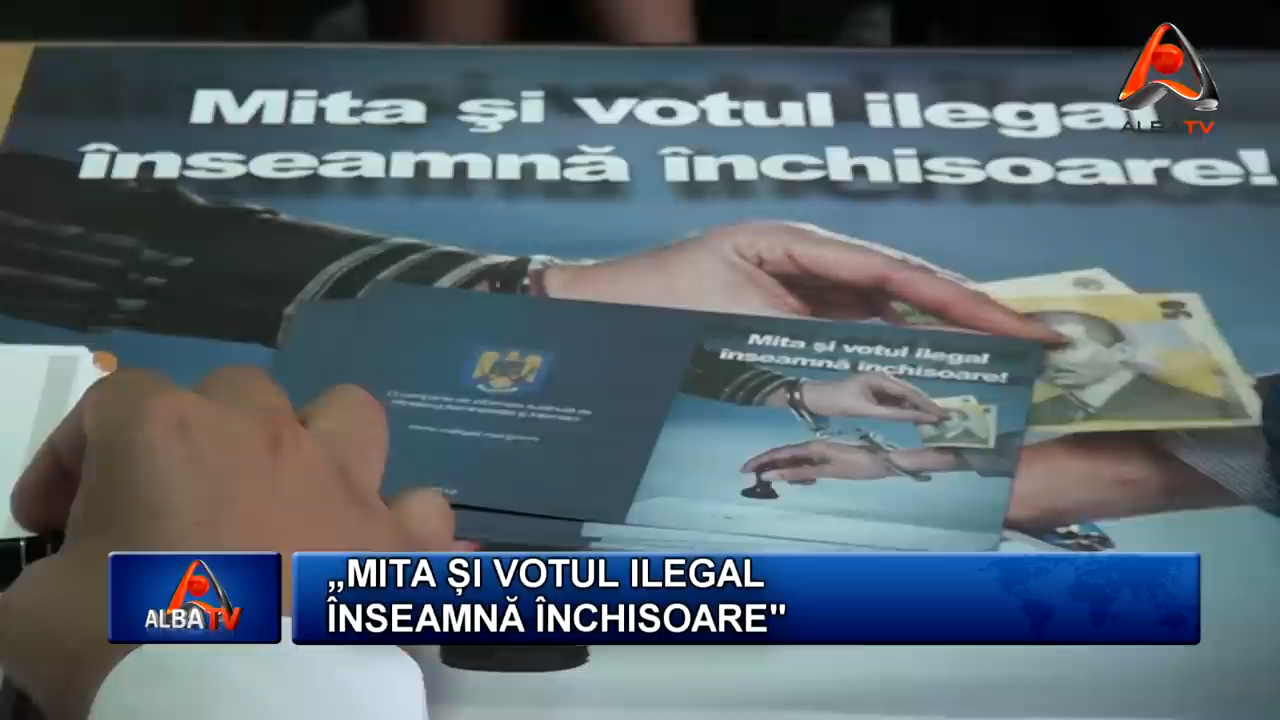 Mita şi votul ilegal
înseamnă închisoare!
ALBA TV
50
Mita şi votul ilegal
înseamnă închisoare!
ALBA TV
„MITA ȘI VOTUL ILEGAL
ÎNSEAMNĂ ÎNCHISOARE"